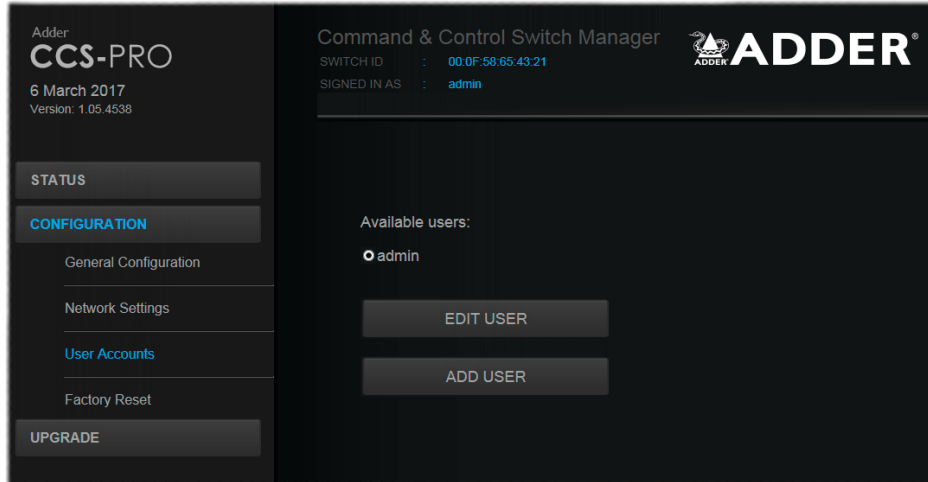 Adder
CCS-PRO
6 March 2017
Version: 1.05.4538
Command & Control Switch Manager
SWITCH ID : 00:0F:58:65:43:21
SIGNED IN AS : admin
ADDER
ADDER®
STATUS
CONFIGURATION
General Configuration
Network Settings
User Accounts
Factory Reset
UPGRADE
Available users:
admin
EDIT USER
ADD USER